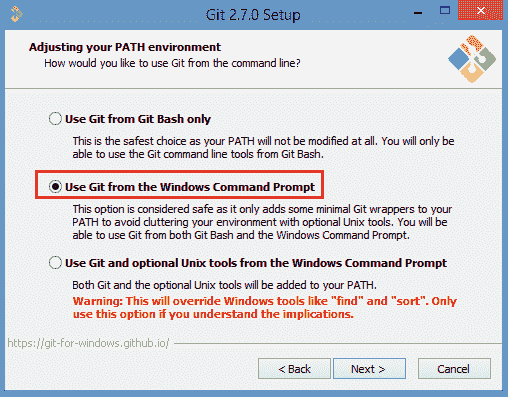 Git 2.7.0 Setup
Adjusting your PATH environment
How would you like to use Git from the command line?
Use Git from Git Bash only
This is the safest choice as your PATH will not be modified at all. You will only be
able to use the Git command line tools from Git Bash.
Use Git from the Windows Command Prompt
This option is considered safe as it only adds some minimal Git wrappers to your
PATH to avoid cluttering your environment with optional Unix tools. You will be
able to use Git from both Git Bash and the Windows Command Prompt.
Use Git and optional Unix tools from the Windows Command Prompt
Both Git and the optional Unix tools will be added to your PATH.
Warning: This will override Windows tools like "find" and "sort". Only
use this option if you understand the implications.
https://git-for-windows.github.io/
< Back
Next >
Cancel